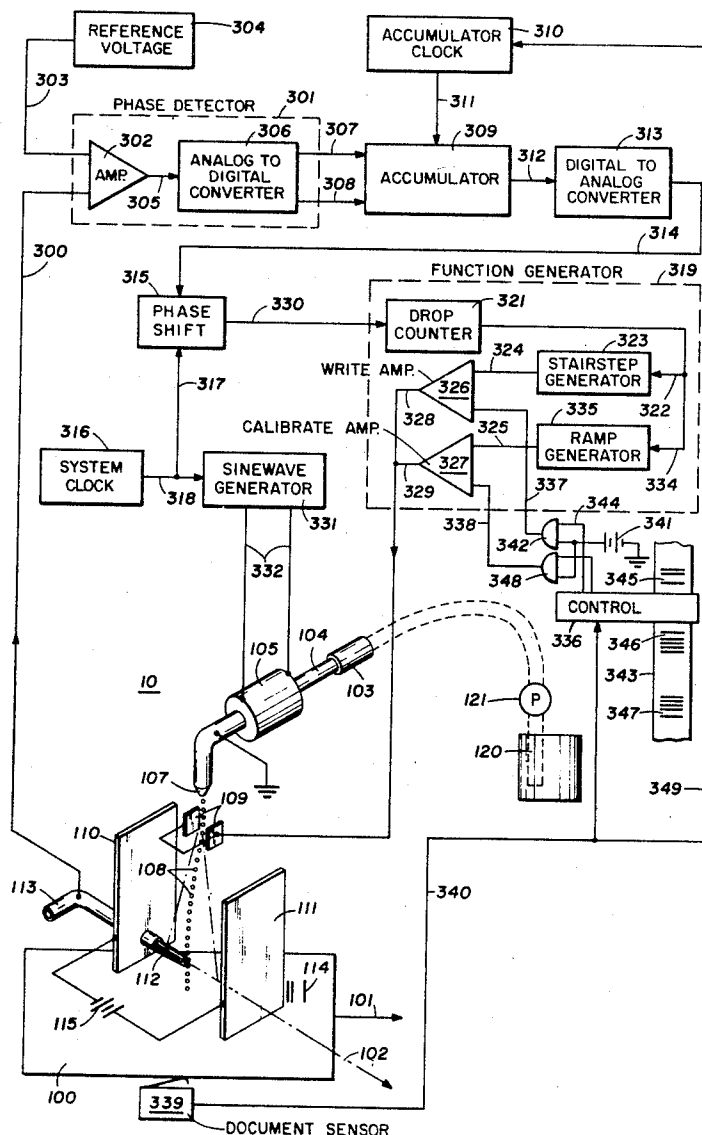 REFERENCE
VOLTAGE
304
303
ACCUMULATOR
CLOCK
310
311
PHASE DETECTOR
301
302
AMP.
305
306
ANALOG TO
DIGITAL
CONVERTER
307
308
309
ACCUMULATOR
312
313
DIGITAL TO
ANALOG
CONVERTER
314
300
315
PHASE
SHIFT
330
317
FUNCTION GENERATOR
319
321
DROP
COUNTER
323
324
STAIRSTEP
GENERATOR
322
WRITE AMP.
326
328
335
325
RAMP
GENERATOR
334
CALIBRATE AMP.
327
329
337
338
316
SYSTEM
CLOCK
318
SINEWAVE
GENERATOR
331
332
344
341
342
348
345
CONTROL
336
346
343
347
349
10
105
104
103
121
P
120
107
109
110
108
111
113
112
114
115
101
102
100
340
339
DOCUMENT SENSOR